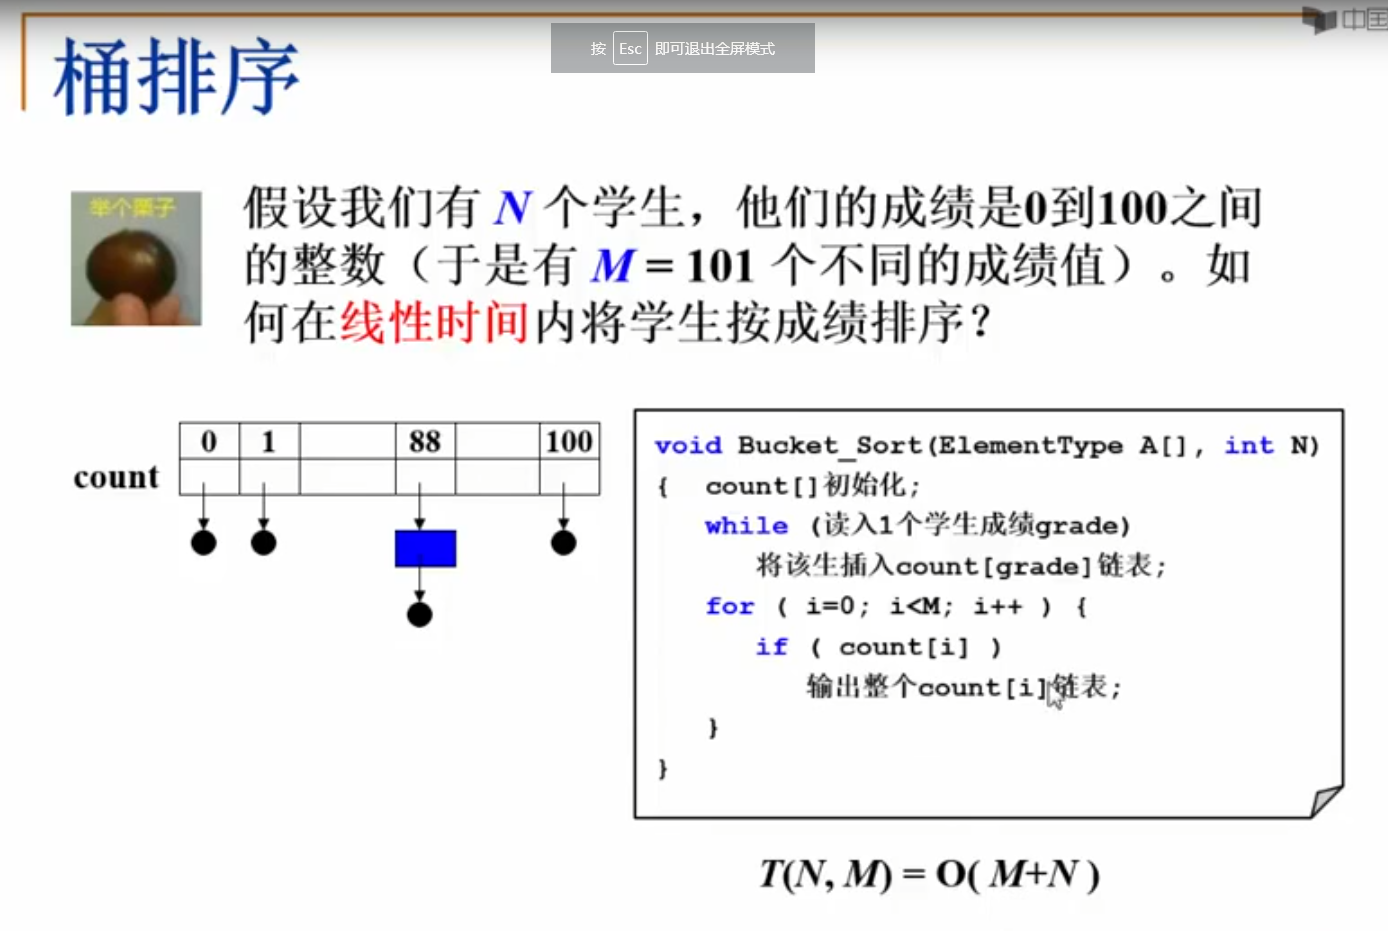 按 Esc 即可退出全屏模式
中国
桶排序
举个栗子
假设我们有 N 个学生，他们的成绩是0到100之间
的整数（于是有 M = 101 个不同的成绩值）。如
何在线性时间内将学生按成绩排序？
0 1 88 100
count
void Bucket_Sort(ElementType A[], int N)
{ count[]初始化;
while (读入1个学生成绩grade)
将该生插入count[grade]链表;
for ( i=0; i<M; i++ ) {
if ( count[i] )
输出整个count[i]链表;
}
}
T(N, M) = O( M+N )